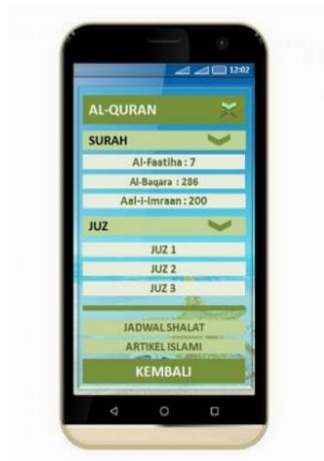 12:02
AL-QURAN
SURAH
Al-Faatiha : 7
Al-Baqara : 286
Aal-i-Imraan : 200
JUZ
JUZ 1
JUZ 2
JUZ 3
JADWAL SHALAT
ARTIKEL ISLAMI
KEMBALI